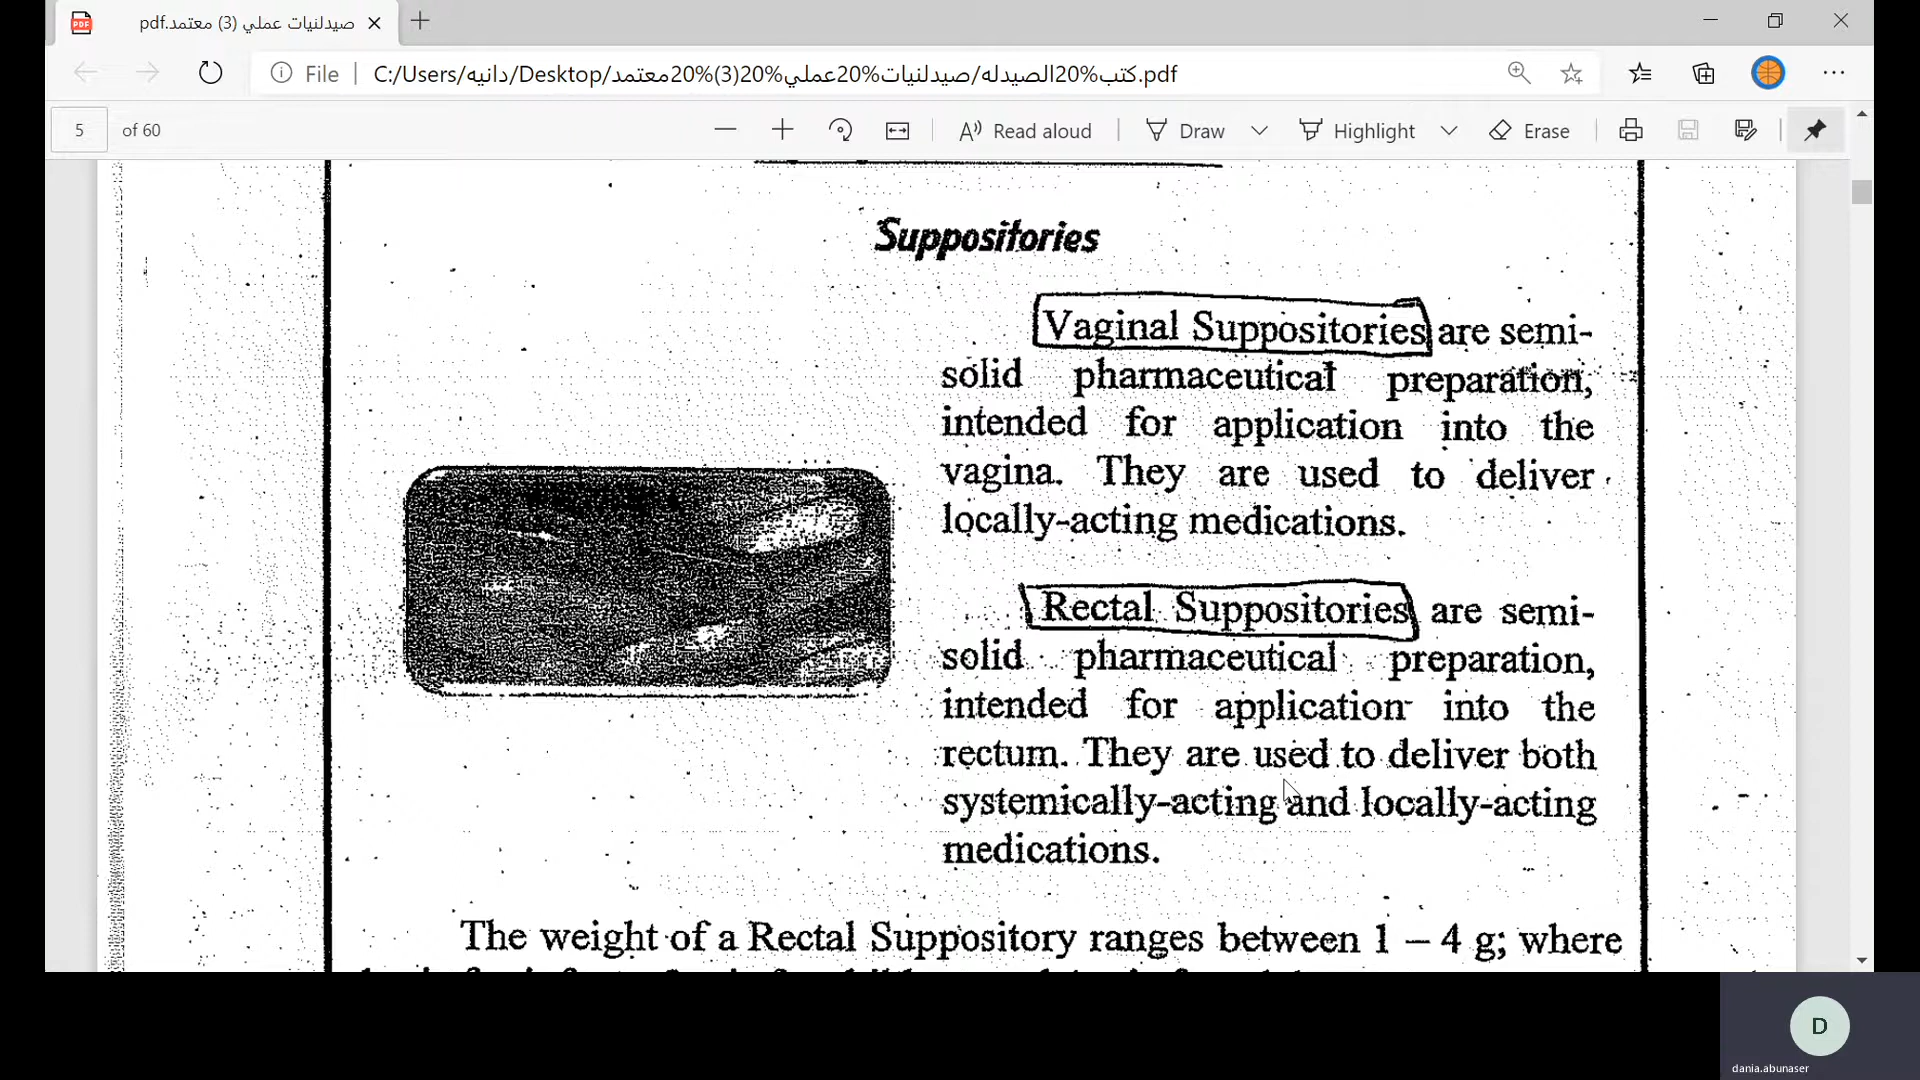 صيدلنيات عملي (3) معتمد.pdf
File
C:/Users/دانيه/Desktop/كتب%20الصيدله/صيدلنيات%20عملي%20(3)%20معتمد.pdf
5 of 60
Read aloud
Draw
Highlight
Erase
Suppositories
Vaginal Suppositories are semi-
solid pharmaceutical preparation,
intended for application into the
vagina. They are used to deliver
locally-acting medications.
Rectal Suppositories are semi-
solid pharmaceutical preparation,
intended for application into the
rectum. They are used to deliver both
systemically-acting and locally-acting
medications.
The weight of a Rectal Suppository ranges between 1 – 4 g; where
D
dania.abunaser